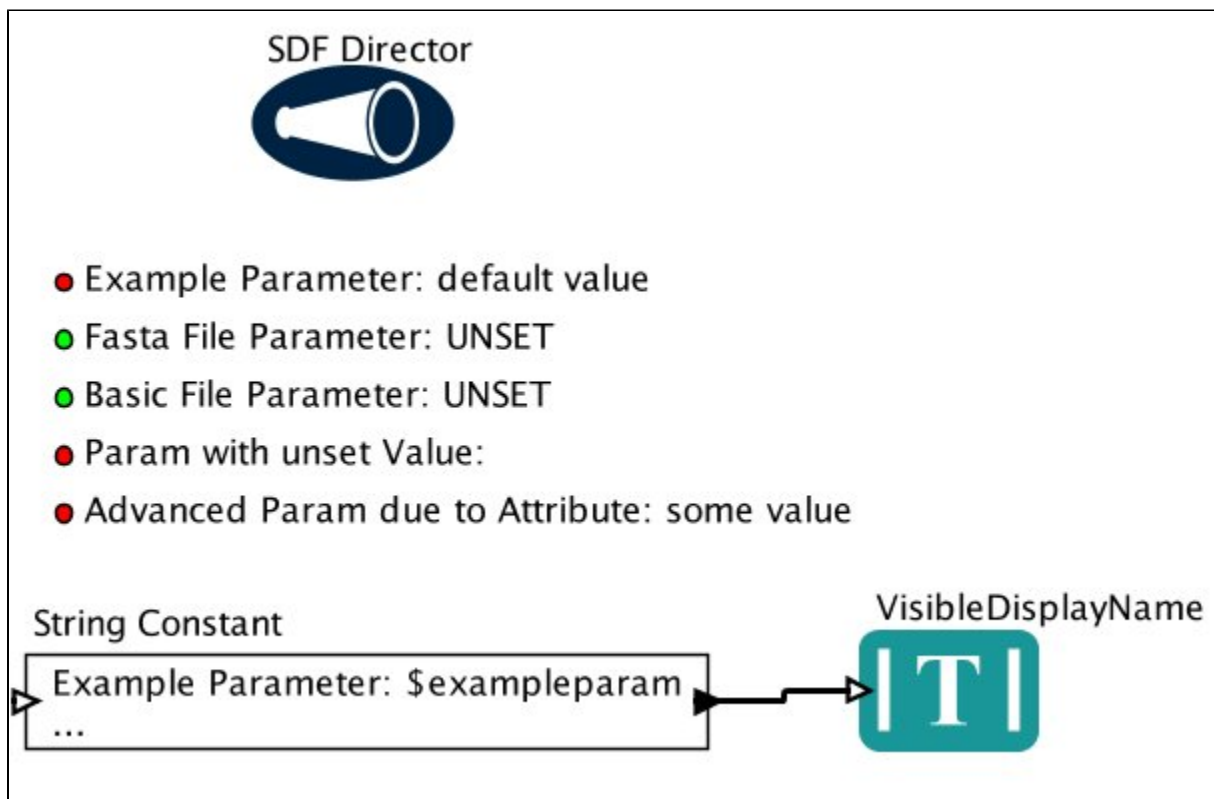 SDF Director
Example Parameter: default value
Fasta File Parameter: UNSET
Basic File Parameter: UNSET
Param with unset Value:
Advanced Param due to Attribute: some value
String Constant
Example Parameter: $exampleparam
...
VisibleDisplayName
T